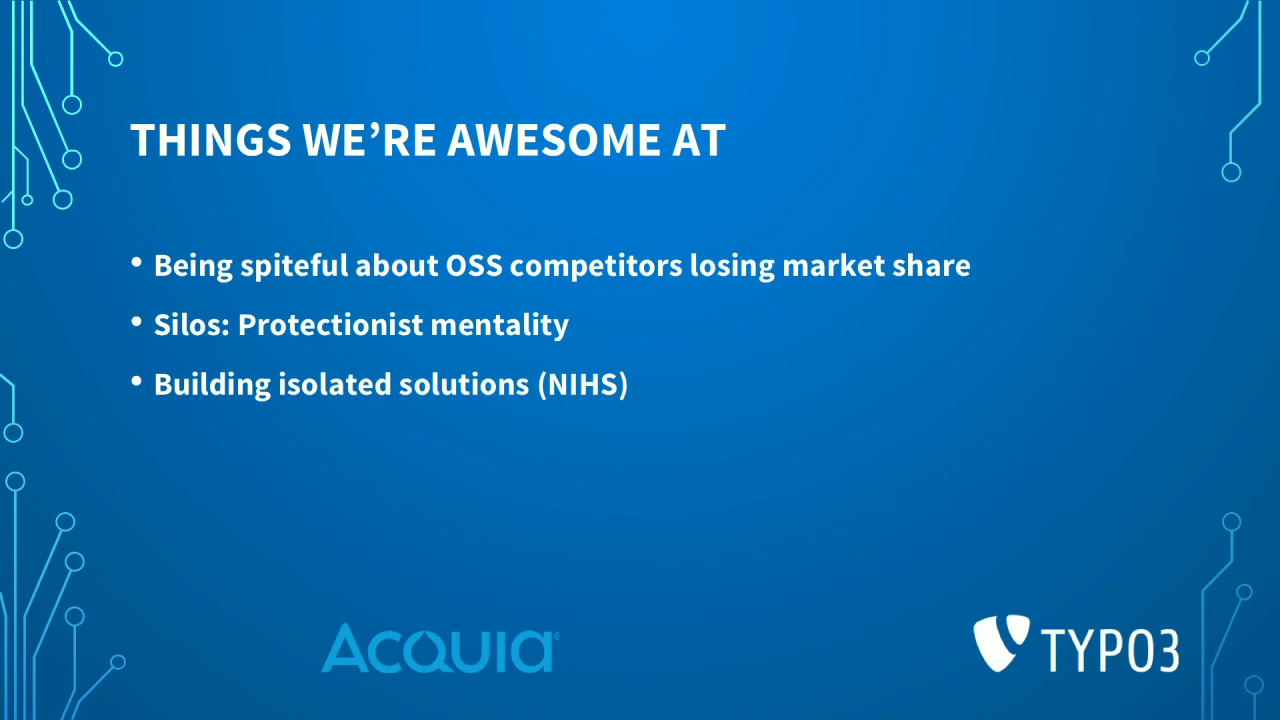 THINGS WE’RE AWESOME AT
• Being spiteful about OSS competitors losing market share
• Silos: Protectionist mentality
• Building isolated solutions (NIHS)
ACQUIA®
TYPO3